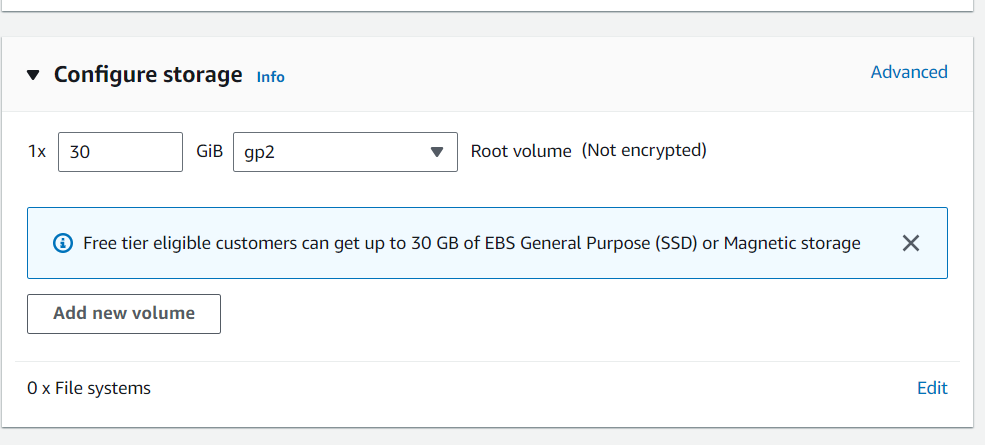 Configure storage Info Advanced
1x 30 GiB gp2 Root volume (Not encrypted)
Free tier eligible customers can get up to 30 GB of EBS General Purpose (SSD) or Magnetic storage
Add new volume
0 x File systems Edit